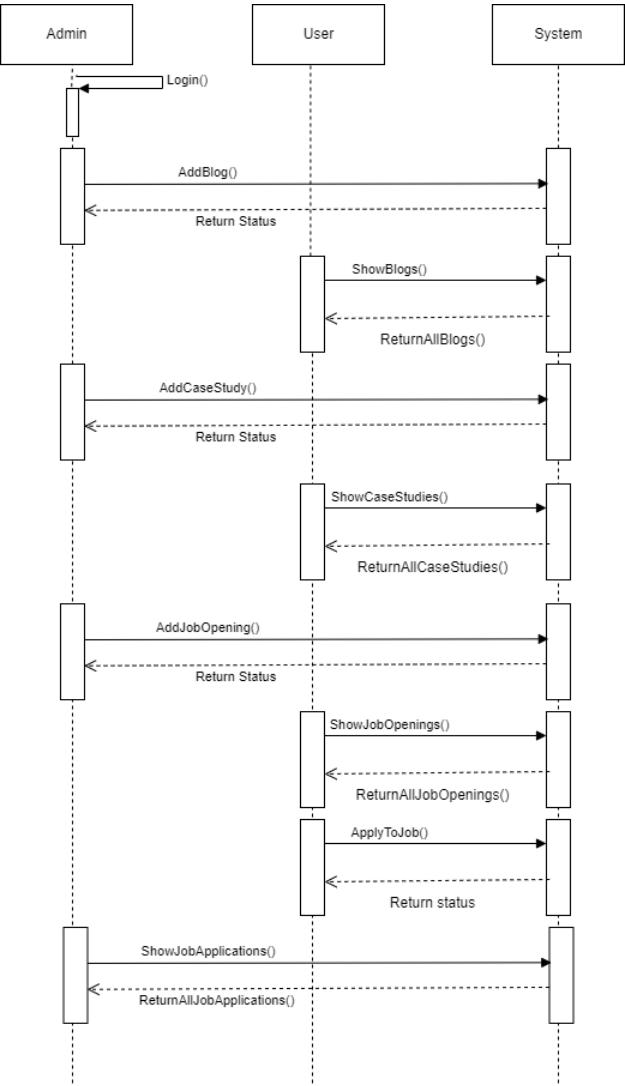 Admin
User
System
Login()
AddBlog()
Return Status
ShowBlogs()
ReturnAllBlogs()
AddCaseStudy()
Return Status
ShowCaseStudies()
ReturnAllCaseStudies()
AddJobOpening()
Return Status
ShowJobOpenings()
ReturnAllJobOpenings()
ApplyToJob()
Return status
ShowJobApplications()
ReturnAllJobApplications()